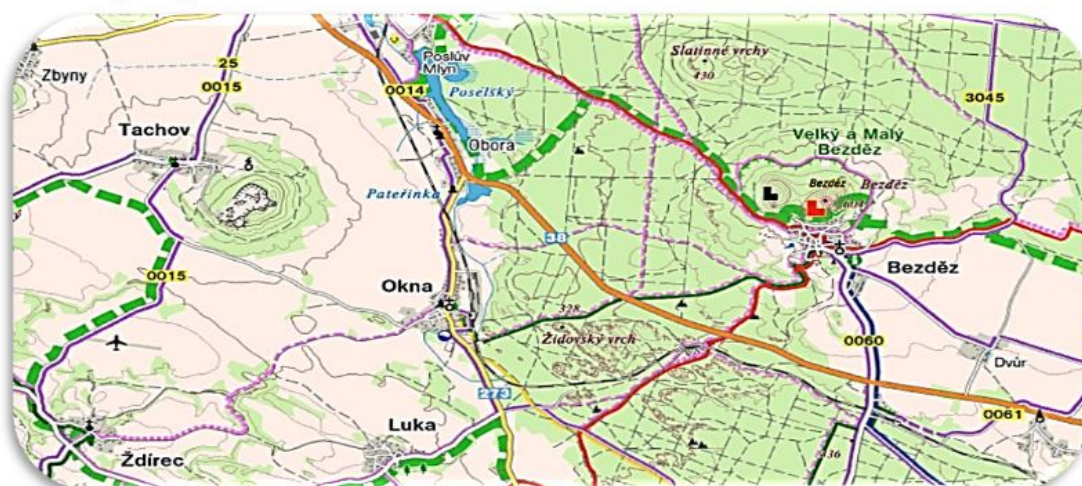 Zbyny
25
0015
Tachov
Poslův
Mlýn
0014
Poselský
Obora
Slatinné vrchy
430
3045
Velký a Malý
Bezděz
Bezděz
Bezděz
604
Pateřinka
38
0015
Okna
328
Židovský vrch
Bezděz
0060
Dvůr
273
0061
Luka
Ždírec
436